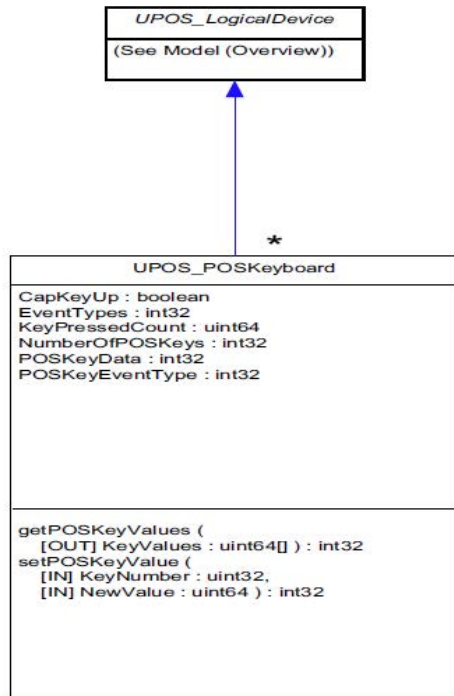 UPOS_LogicalDevice
(See Model (Overview))
*
UPOS_POSKeyboard
CapKeyUp : boolean
EventTypes : int32
KeyPressedCount : uint64
NumberOfPOSKeys : int32
POSKeyData : int32
POSKeyEventType : int32
getPOSKeyValues (
[OUT] KeyValues : uint64[] ) : int32
setPOSKeyValue (
[IN] KeyNumber : uint32,
[IN] NewValue : uint64 ) : int32